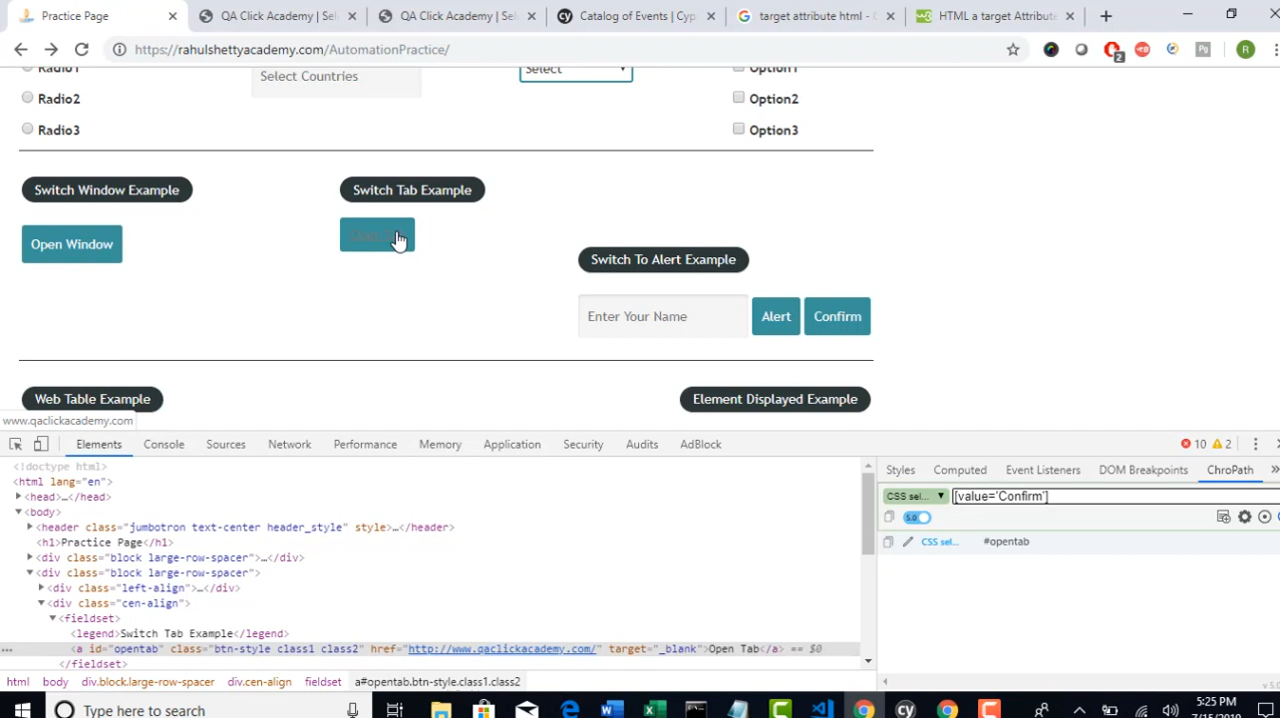 Practice Page
QA Click Academy | Sele
QA Click Academy | Sele
Catalog of Events | Cyp
target attribute html - G
HTML a target Attribute
https://rahulshettyacademy.com/AutomationPractice/
2
R
Radio1
Select Countries
Select
Option1
Radio2
Option2
Radio3
Option3
Switch Window Example
Switch Tab Example
Open Window
Switch To Alert Example
Enter Your Name
Alert
Confirm
Web Table Example
Element Displayed Example
www.qaclickacademy.com
Elements
Console
Sources
Network
Performance
Memory
Application
Security
Audits
AdBlock
10
2
<!doctype html>
<html lang="en">
<head>…</head>
<body>
<header class="jumbotron text-center header_style" style>…</header>
<h1>Practice Page</h1>
<div class="block large-row-spacer">…</div>
<div class="block large-row-spacer">
<div class="left-align">…</div>
<div class="cen-align">
<fieldset>
<legend>Switch Tab Example</legend>
<a id="opentab" class="btn-style class1 class2" href="http://www.qaclickacademy.com/" target="_blank">Open Tab</a> == $0
</fieldset>
html
body
div.block.large-row-spacer
div.cen-align
fieldset
a#opentab.btn-style.class1.class2
Styles
Computed
Event Listeners
DOM Breakpoints
ChroPath
CSS sel...
[value='Confirm']
5.0
CSS sel...
#opentab
Type here to search
5:25 PM